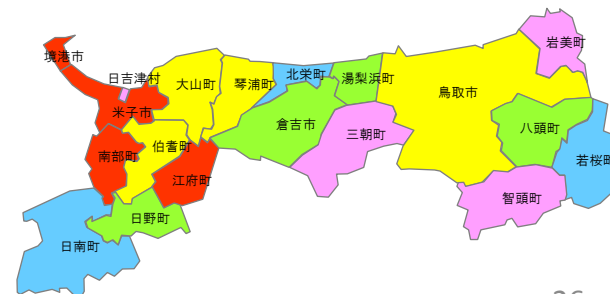 岩美町
境港市
日吉津村
大山町
琴浦町
北栄町
湯梨浜町
鳥取市
米子市
倉吉市
三朝町
八頭町
南部町
伯耆町
若桜町
江府町
智頭町
日野町
日南町